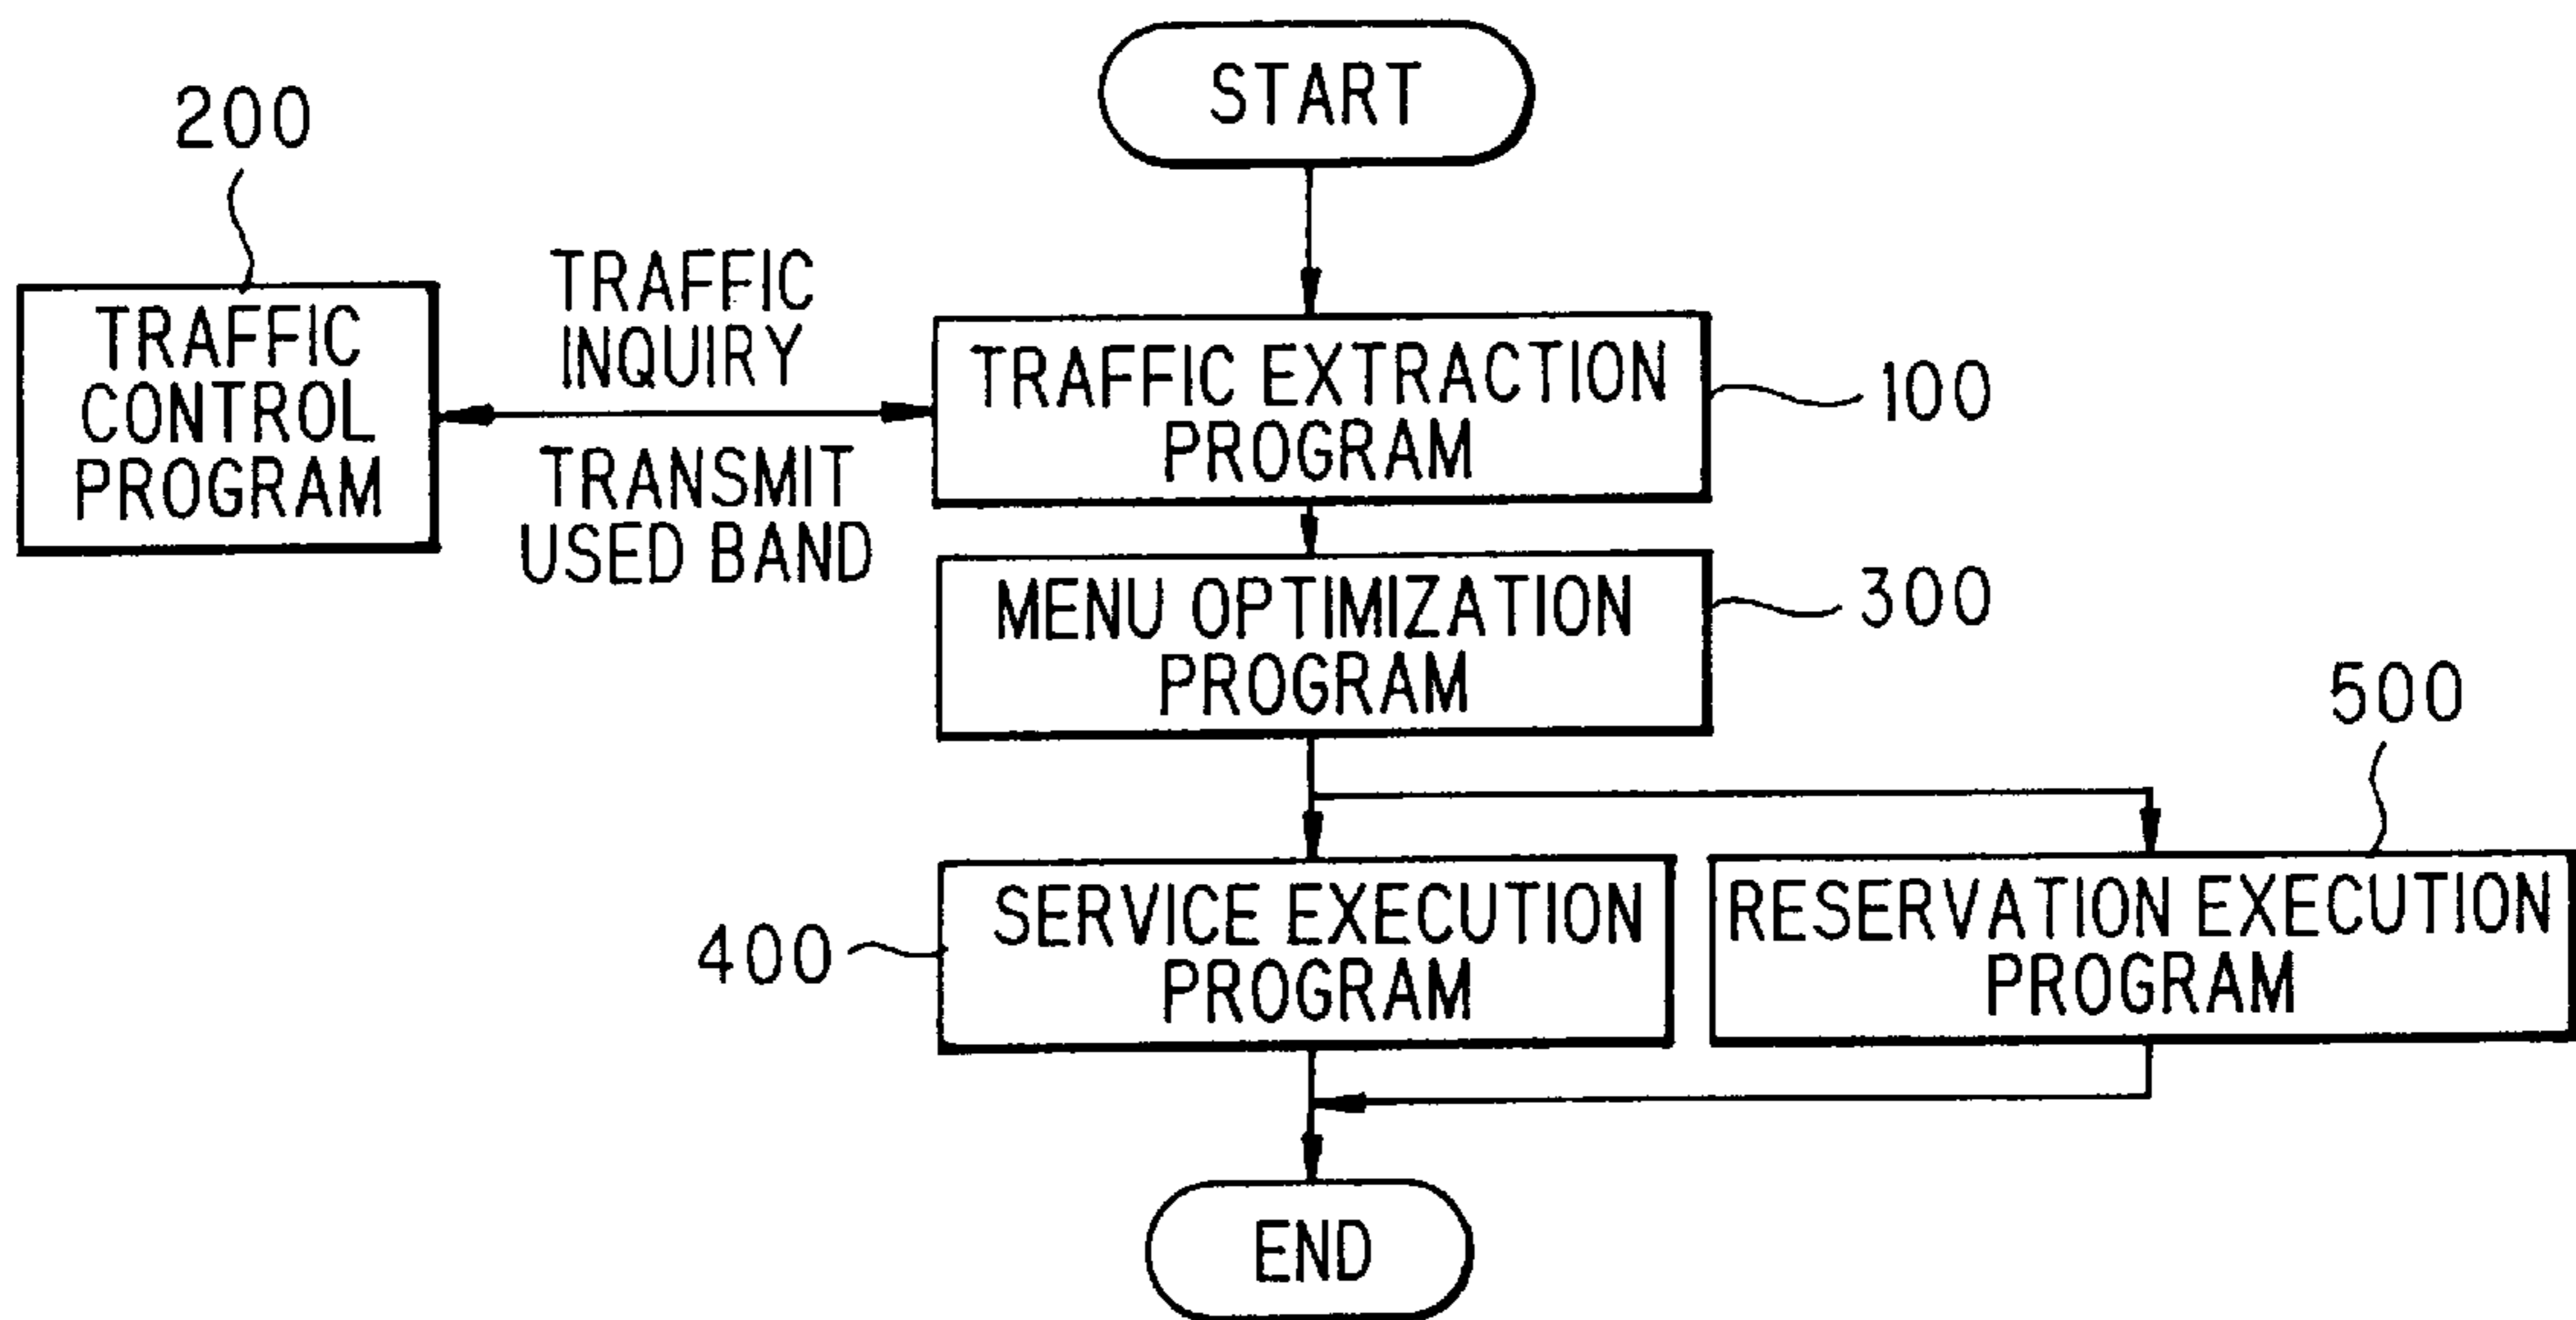 START
200
TRAFFIC
CONTROL
PROGRAM
TRAFFIC
INQUIRY
TRANSMIT
USED BAND
TRAFFIC EXTRACTION
PROGRAM
100
MENU OPTIMIZATION
PROGRAM
300
500
400
SERVICE EXECUTION
PROGRAM
RESERVATION EXECUTION
PROGRAM
END